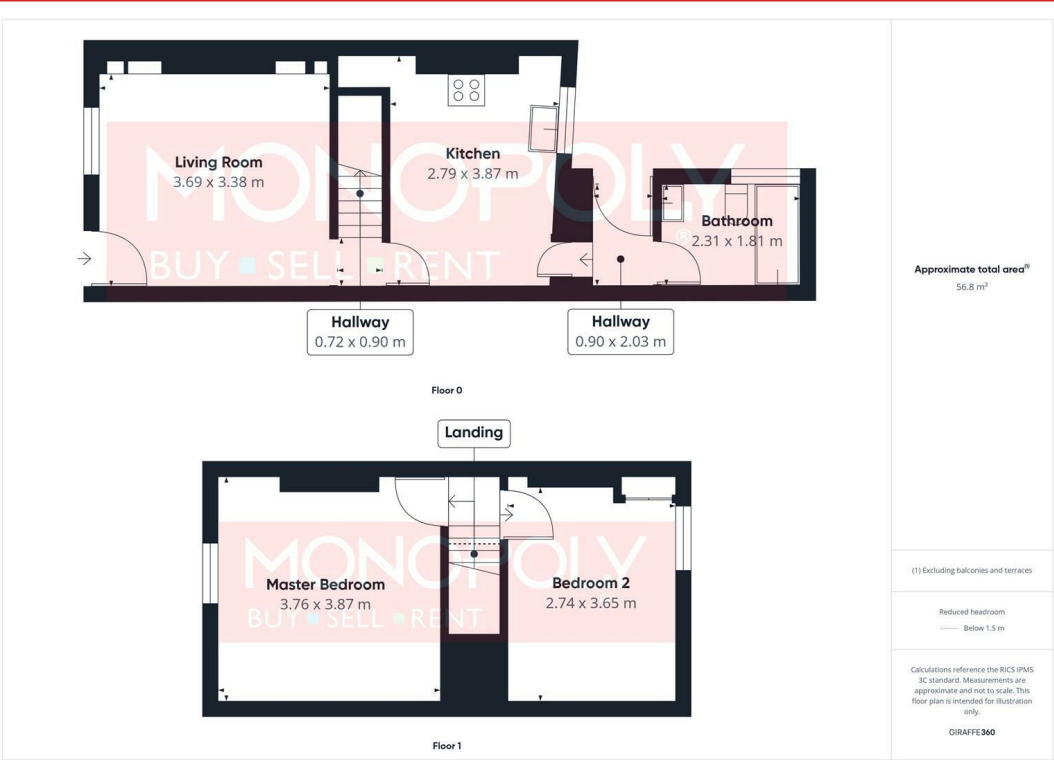 Living Room
3.69 x 3.38 m
Kitchen
2.79 x 3.87 m
Bathroom
2.31 x 1.81 m
MONOPOLY
®
BUY SELL RENT
Hallway
0.72 x 0.90 m
Hallway
0.90 x 2.03 m
Floor 0
Landing
Master Bedroom
3.76 x 3.87 m
Bedroom 2
2.74 x 3.65 m
MONOPOLY
BUY SELL RENT
Floor 1
Approximate total area(1)
56.8 m²
(1) Excluding balconies and terraces
Reduced headroom
Below 1.5 m
Calculations reference the RICS IPMS
3C standard. Measurements are
approximate and not to scale. This
floor plan is intended for illustration
only.
GIRAFFE360